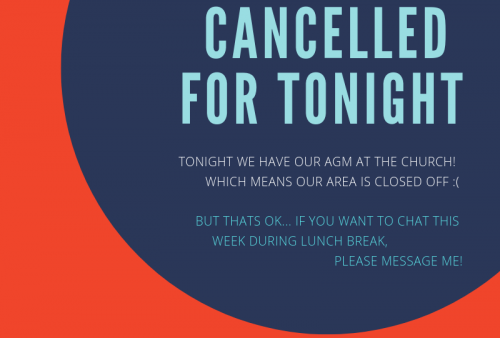 CANCELLED
FOR TONIGHT
TONIGHT WE HAVE OUR AGM AT THE CHURCH!
WHICH MEANS OUR AREA IS CLOSED OFF :(
BUT THATS OK... IF YOU WANT TO CHAT THIS
WEEK DURING LUNCH BREAK,
PLEASE MESSAGE ME!